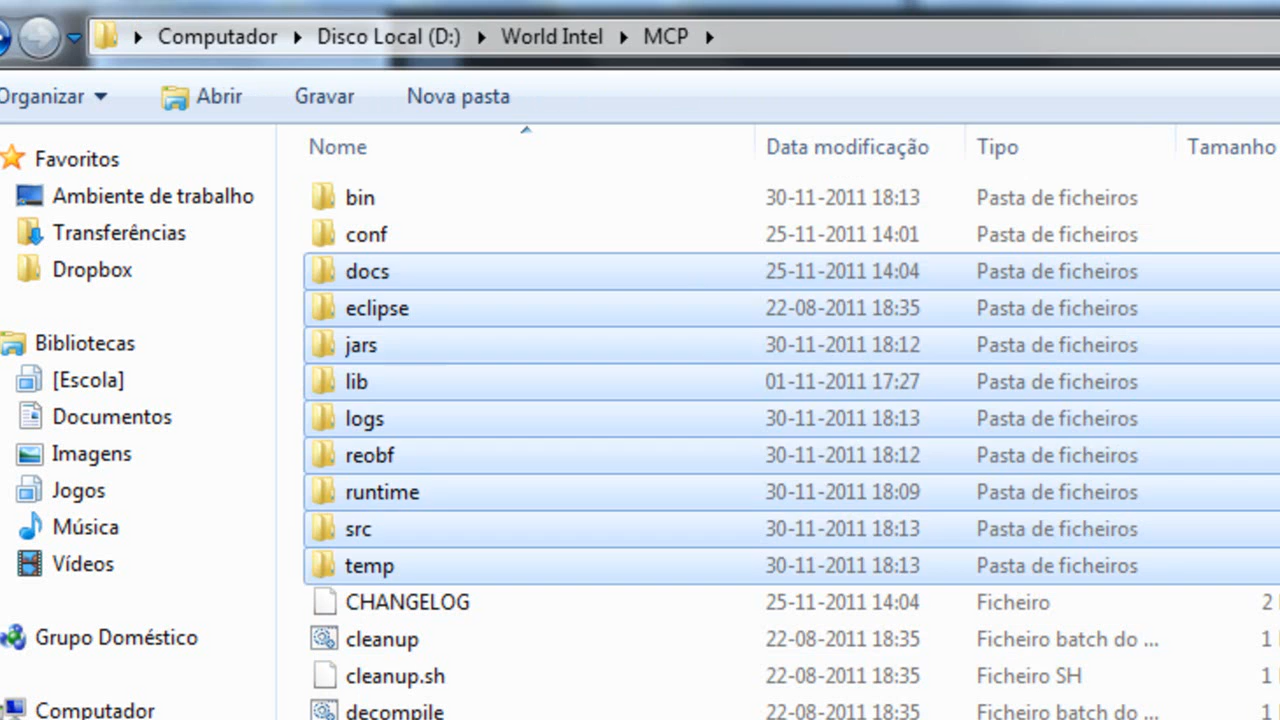 Computador Disco Local (D:) World Intel MCP
Organizar Abrir Gravar Nova pasta
Nome Data modificação Tipo Tamanho
Favoritos
Ambiente de trabalho
Transferências
Dropbox
Bibliotecas
[Escola]
Documentos
Imagens
Jogos
Música
Vídeos
Grupo Doméstico
Computador
bin 30-11-2011 18:13 Pasta de ficheiros
conf 25-11-2011 14:01 Pasta de ficheiros
docs 25-11-2011 14:04 Pasta de ficheiros
eclipse 22-08-2011 18:35 Pasta de ficheiros
jars 30-11-2011 18:12 Pasta de ficheiros
lib 01-11-2011 17:27 Pasta de ficheiros
logs 30-11-2011 18:13 Pasta de ficheiros
reobf 30-11-2011 18:12 Pasta de ficheiros
runtime 30-11-2011 18:09 Pasta de ficheiros
src 30-11-2011 18:13 Pasta de ficheiros
temp 30-11-2011 18:13 Pasta de ficheiros
CHANGELOG 25-11-2011 14:04 Ficheiro 2
cleanup 22-08-2011 18:35 Ficheiro batch do ... 1
cleanup.sh 22-08-2011 18:35 Ficheiro SH 1
decompile 22-08-2011 18:35 Ficheiro batch do ... 1